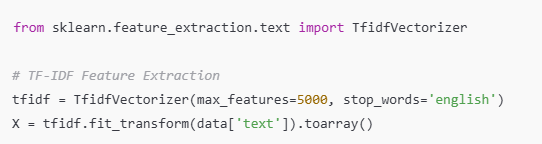 from sklearn.feature_extraction.text import TfidfVectorizer
# TF-IDF Feature Extraction
tfidf = TfidfVectorizer(max_features=5000, stop_words='english')
X = tfidf.fit_transform(data['text']).toarray()